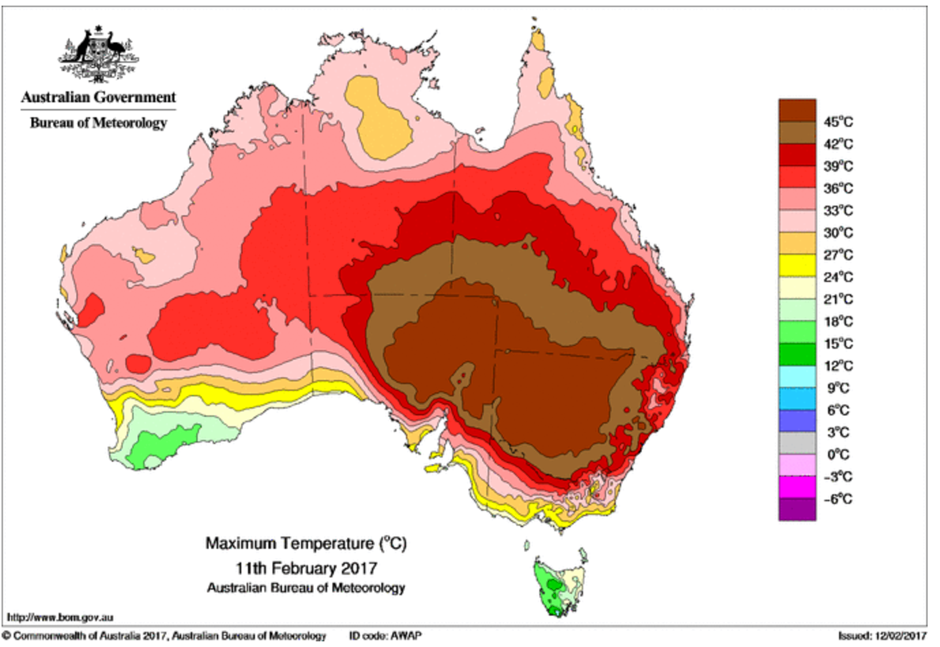 Australian Government
Bureau of Meteorology
45°C
42°C
39°C
36°C
33°C
30°C
27°C
24°C
21°C
18°C
15°C
12°C
9°C
6°C
3°C
0°C
-3°C
-6°C
Maximum Temperature (°C)
11th February 2017
Australian Bureau of Meteorology
http://www.bom.gov.au
© Commonwealth of Australia 2017, Australian Bureau of Meteorology ID code: AWAP Issued: 12/02/2017